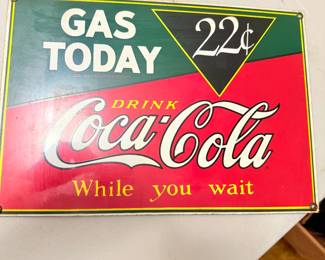 GAS
TODAY
22¢
DRINK
Coca-Cola
While you wait